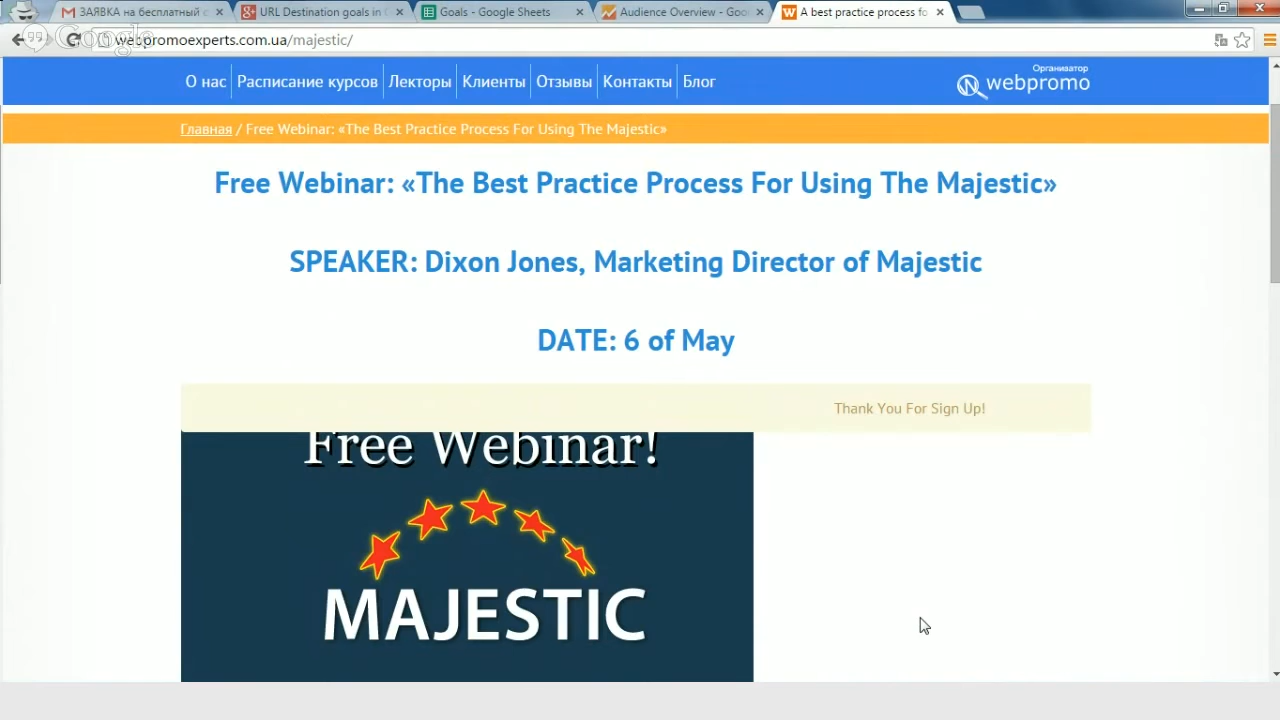 ЗАЯВКА на бесплатный
URL Destination goals in
Goals - Google Sheets
Audience Overview - Goo
A best practice process fo
Google
webpromoexperts.com.ua/majestic/
О нас
Расписание курсов
Лекторы
Клиенты
Отзывы
Контакты
Блог
Организатор
webpromo
Главная / Free Webinar: «The Best Practice Process For Using The Majestic»
Free Webinar: «The Best Practice Process For Using The Majestic»
SPEAKER: Dixon Jones, Marketing Director of Majestic
DATE: 6 of May
Thank You For Sign Up!
Free Webinar!
MAJESTIC